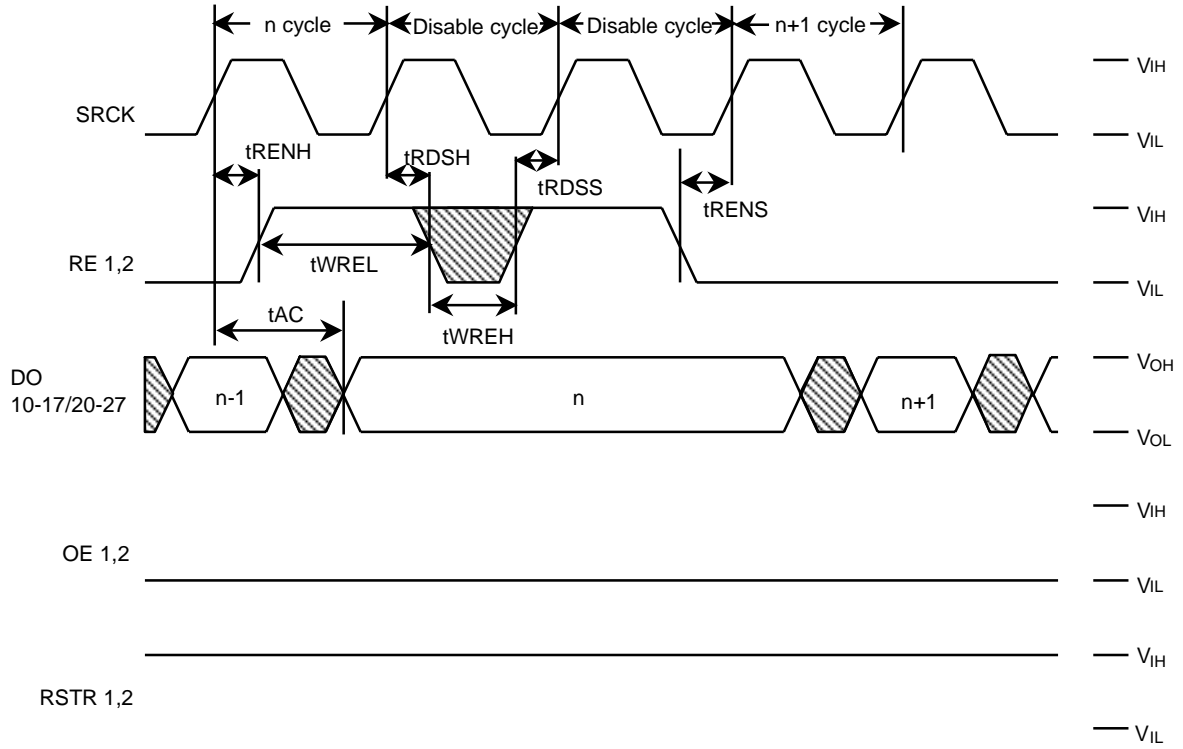 n cycle Disable cycle Disable cycle n+1 cycle
VIH
SRCK
VIL
tRENH tRDSH tRDSS tRENS
VIH
RE 1,2
tWREL
VIL
tAC tWREH
VOH
DO
10-17/20-27
n-1 n n+1
VOL
VIH
OE 1,2
VIL
VIH
RSTR 1,2
VIL